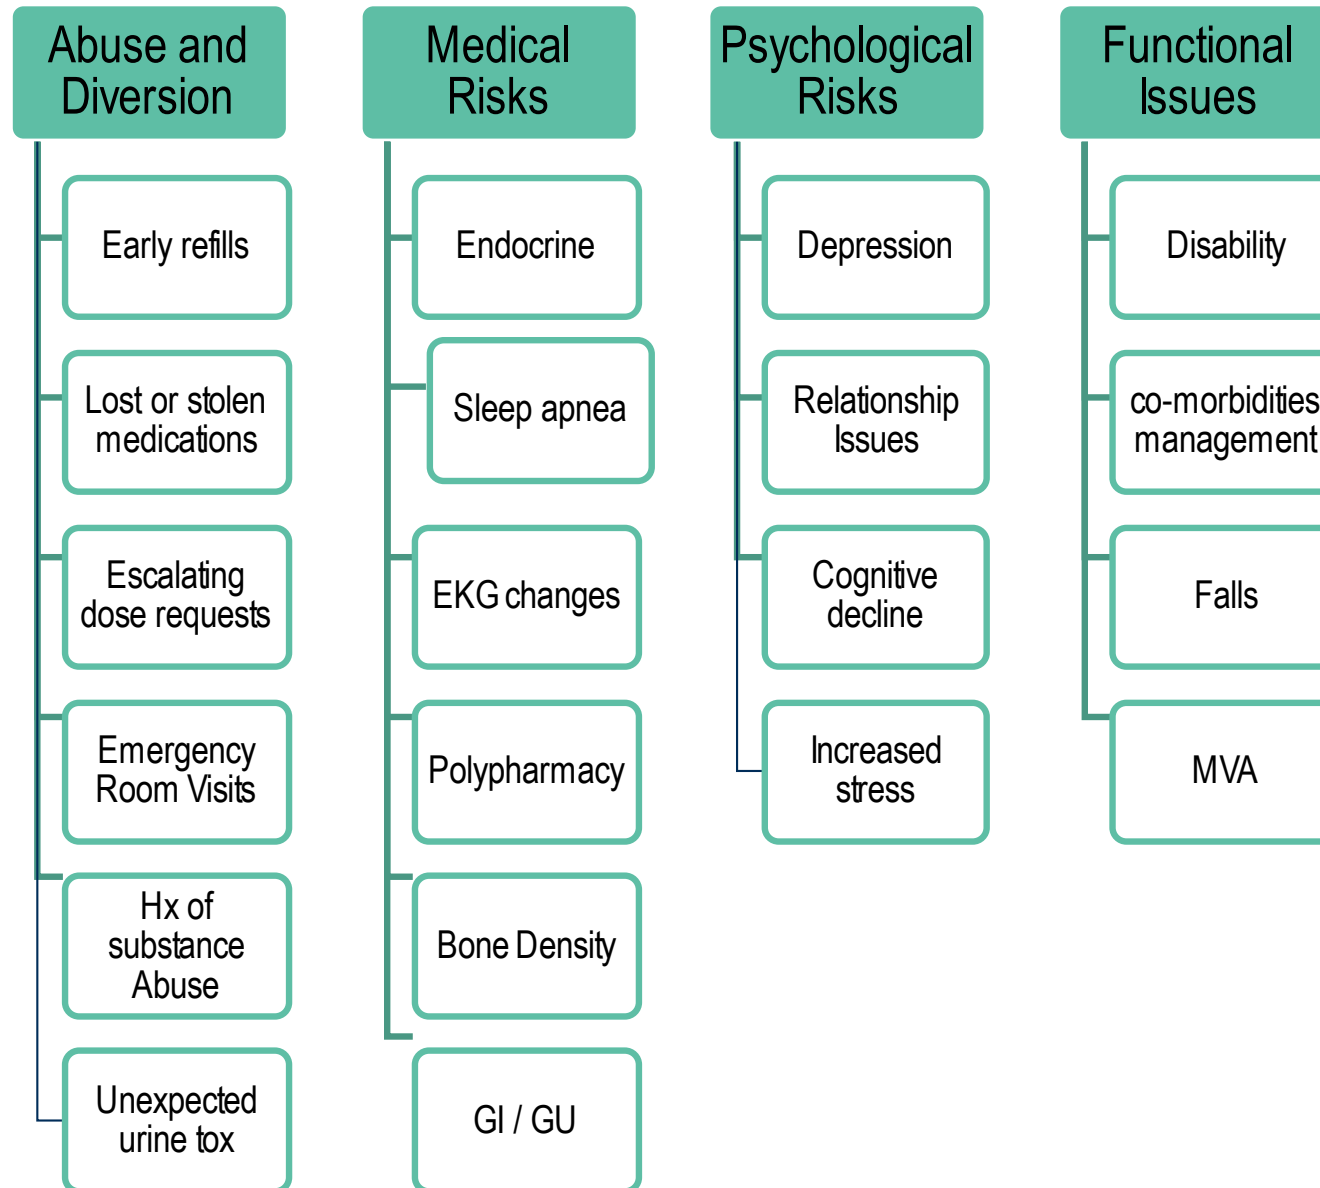 Abuse and
Diversion
Early refills
Lost or stolen
medications
Escalating
dose requests
Emergency
Room Visits
Hx of
substance
Abuse
Unexpected
urine tox
Medical
Risks
Endocrine
Sleep apnea
EKG changes
Polypharmacy
Bone Density
GI / GU
Psychological
Risks
Depression
Relationship
Issues
Cognitive
decline
Increased
stress
Functional
Issues
Disability
co-morbidities
management
Falls
MVA